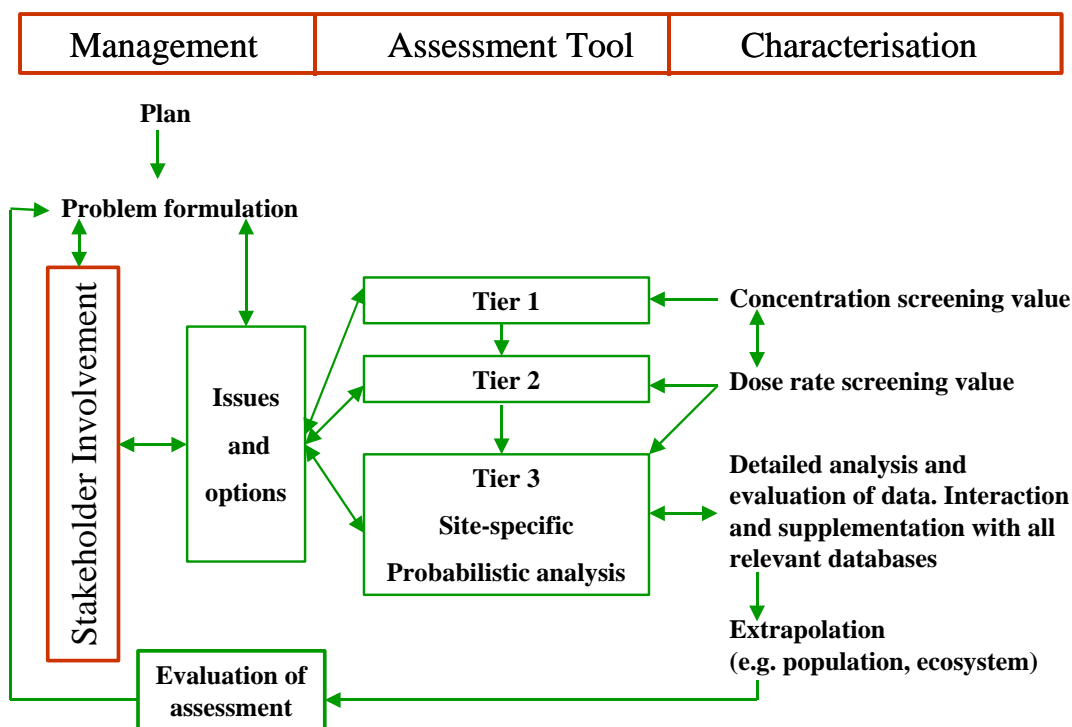 Management
Assessment Tool
Characterisation
Plan
Problem formulation
Stakeholder Involvement
Issues
and
options
Tier 1
Tier 2
Tier 3
Site-specific
Probabilistic analysis
Concentration screening value
Dose rate screening value
Detailed analysis and
evaluation of data. Interaction
and supplementation with all
relevant databases
Extrapolation
(e.g. population, ecosystem)
Evaluation of
assessment